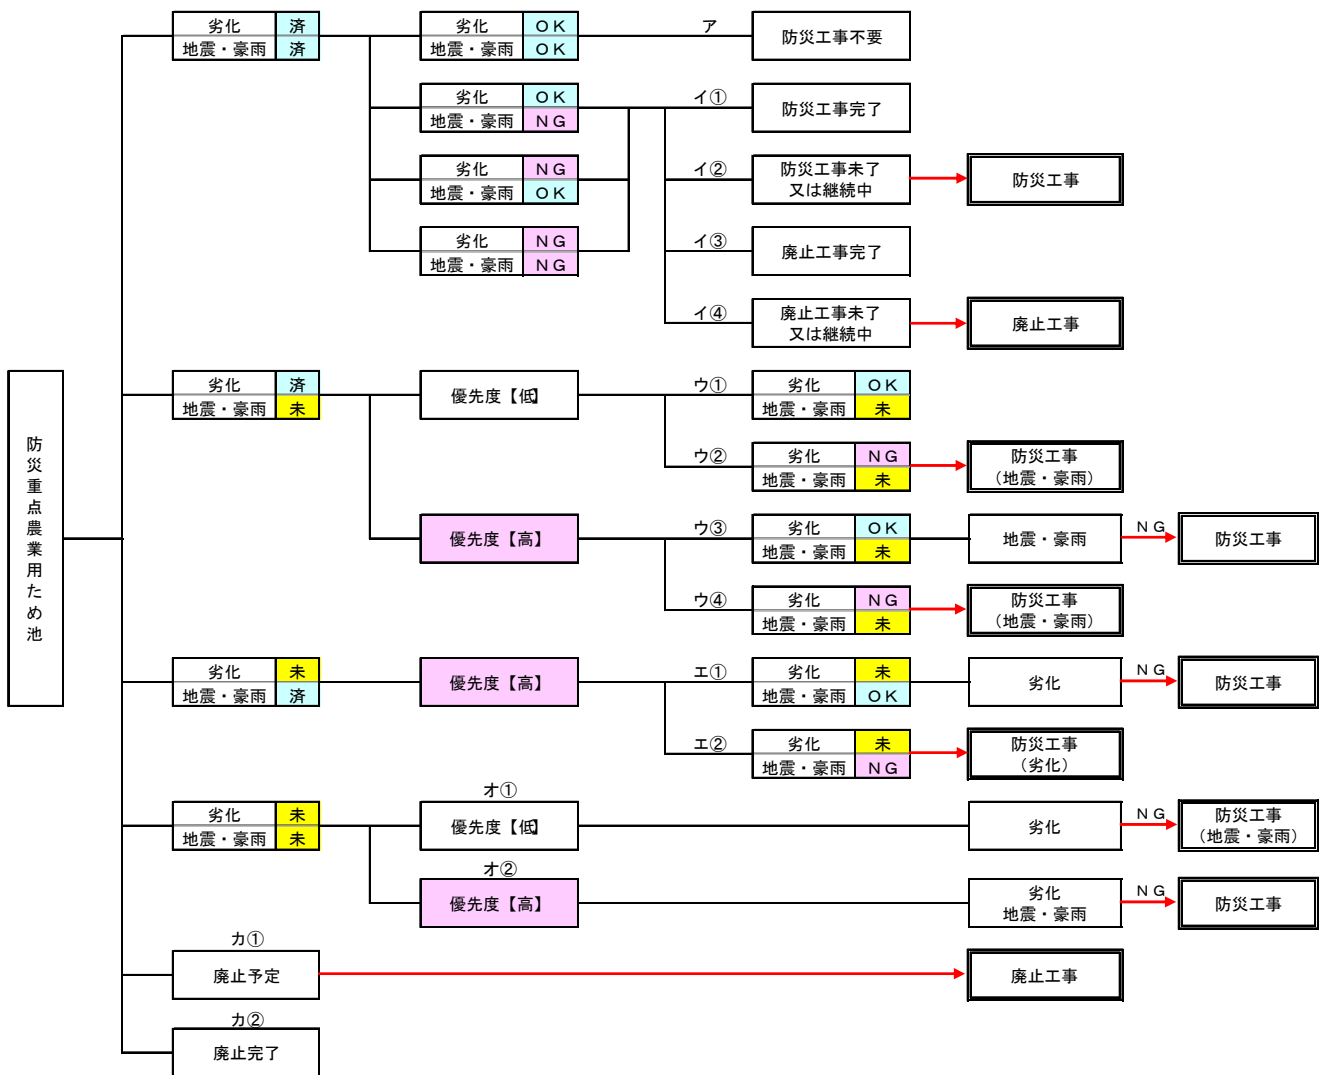 防災重点農業用ため池
劣化 済
地震・豪雨 済
劣化 ＯＫ
地震・豪雨 ＯＫ
ア
防災工事不要
劣化 ＯＫ
地震・豪雨 ＮＧ
イ①
防災工事完了
劣化 ＮＧ
地震・豪雨 ＯＫ
イ②
防災工事未了
又は継続中
防災工事
劣化 ＮＧ
地震・豪雨 ＮＧ
イ③
廃止工事完了
イ④
廃止工事未了
又は継続中
廃止工事
劣化 済
地震・豪雨 未
優先度【低】
ウ①
劣化 ＯＫ
地震・豪雨 未
ウ②
劣化 ＮＧ
地震・豪雨 未
防災工事
（地震・豪雨）
優先度【高】
ウ③
劣化 ＯＫ
地震・豪雨 未
地震・豪雨
ＮＧ
防災工事
ウ④
劣化 ＮＧ
地震・豪雨 未
防災工事
（地震・豪雨）
劣化 未
地震・豪雨 済
優先度【高】
エ①
劣化 未
地震・豪雨 ＯＫ
劣化
ＮＧ
防災工事
エ②
劣化 未
地震・豪雨 ＮＧ
防災工事
（劣化）
劣化 未
地震・豪雨 未
オ①
優先度【低】
劣化
ＮＧ
防災工事
（地震・豪雨）
オ②
優先度【高】
劣化
地震・豪雨
ＮＧ
防災工事
カ①
廃止予定
廃止工事
カ②
廃止完了